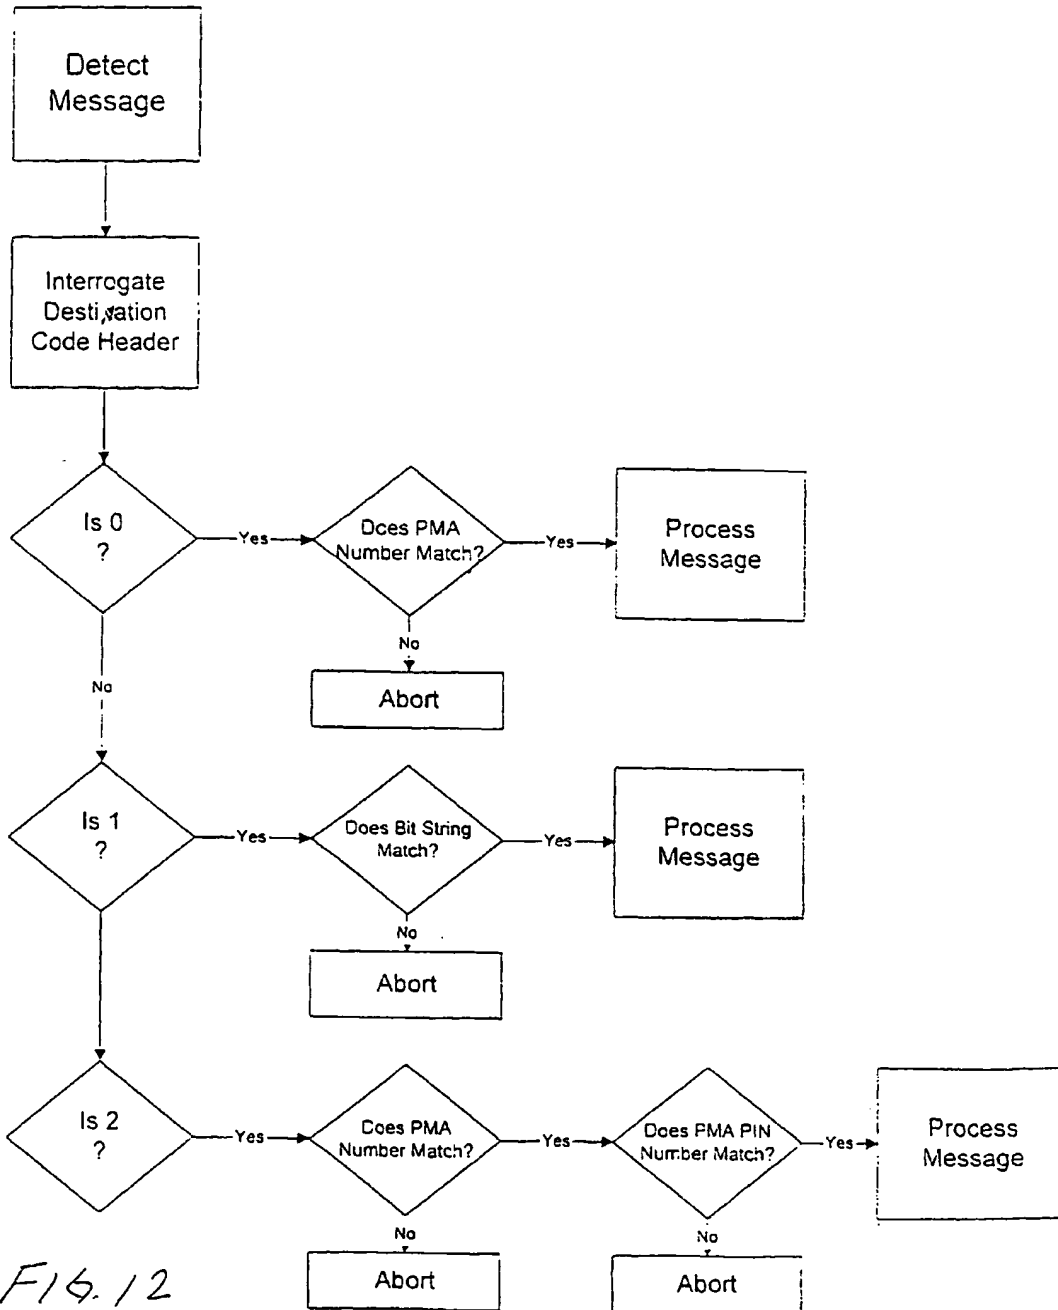 Detect
Message
Interrogate
Destination
Code Header
Is 0
?
Yes
Does PMA
Number Match?
Yes
Process
Message
No
Abort
No
Is 1
?
Yes
Does Bit String
Match?
Yes
Process
Message
No
Abort
Is 2
?
Yes
Does PMA
Number Match?
Yes
Does PMA PIN
Number Match?
Yes
Process
Message
No
Abort
No
Abort
FIG. 12